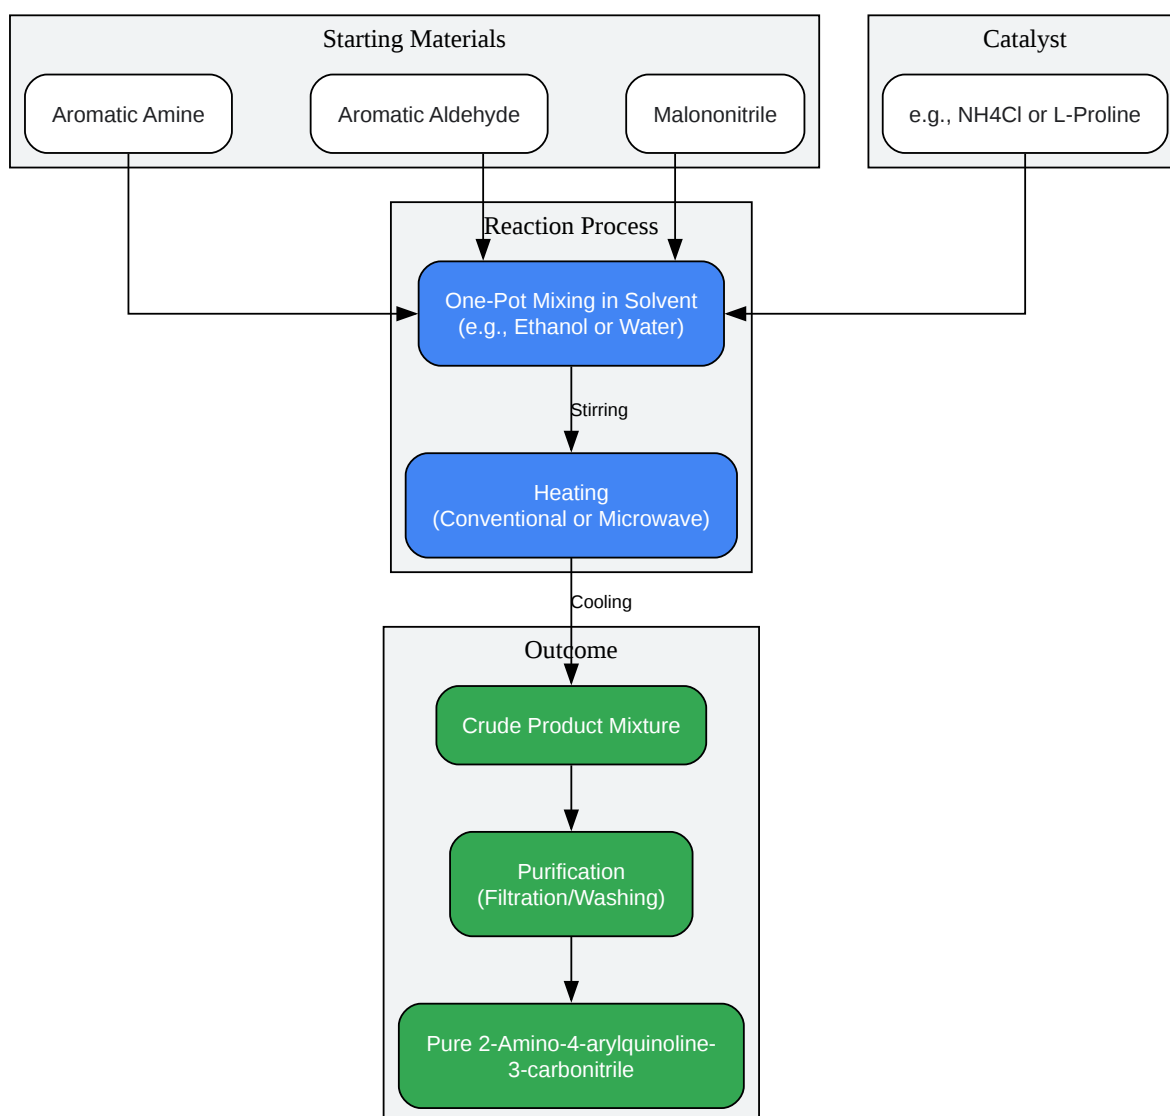 Starting Materials
Catalyst
Aromatic Amine
Aromatic Aldehyde
Malononitrile
e.g., NH4Cl or L-Proline
Reaction Process
One-Pot Mixing in Solvent
(e.g., Ethanol or Water)
Stirring
Heating
(Conventional or Microwave)
Cooling
Outcome
Crude Product Mixture
Purification
(Filtration/Washing)
Pure 2-Amino-4-arylquinoline-
3-carbonitrile